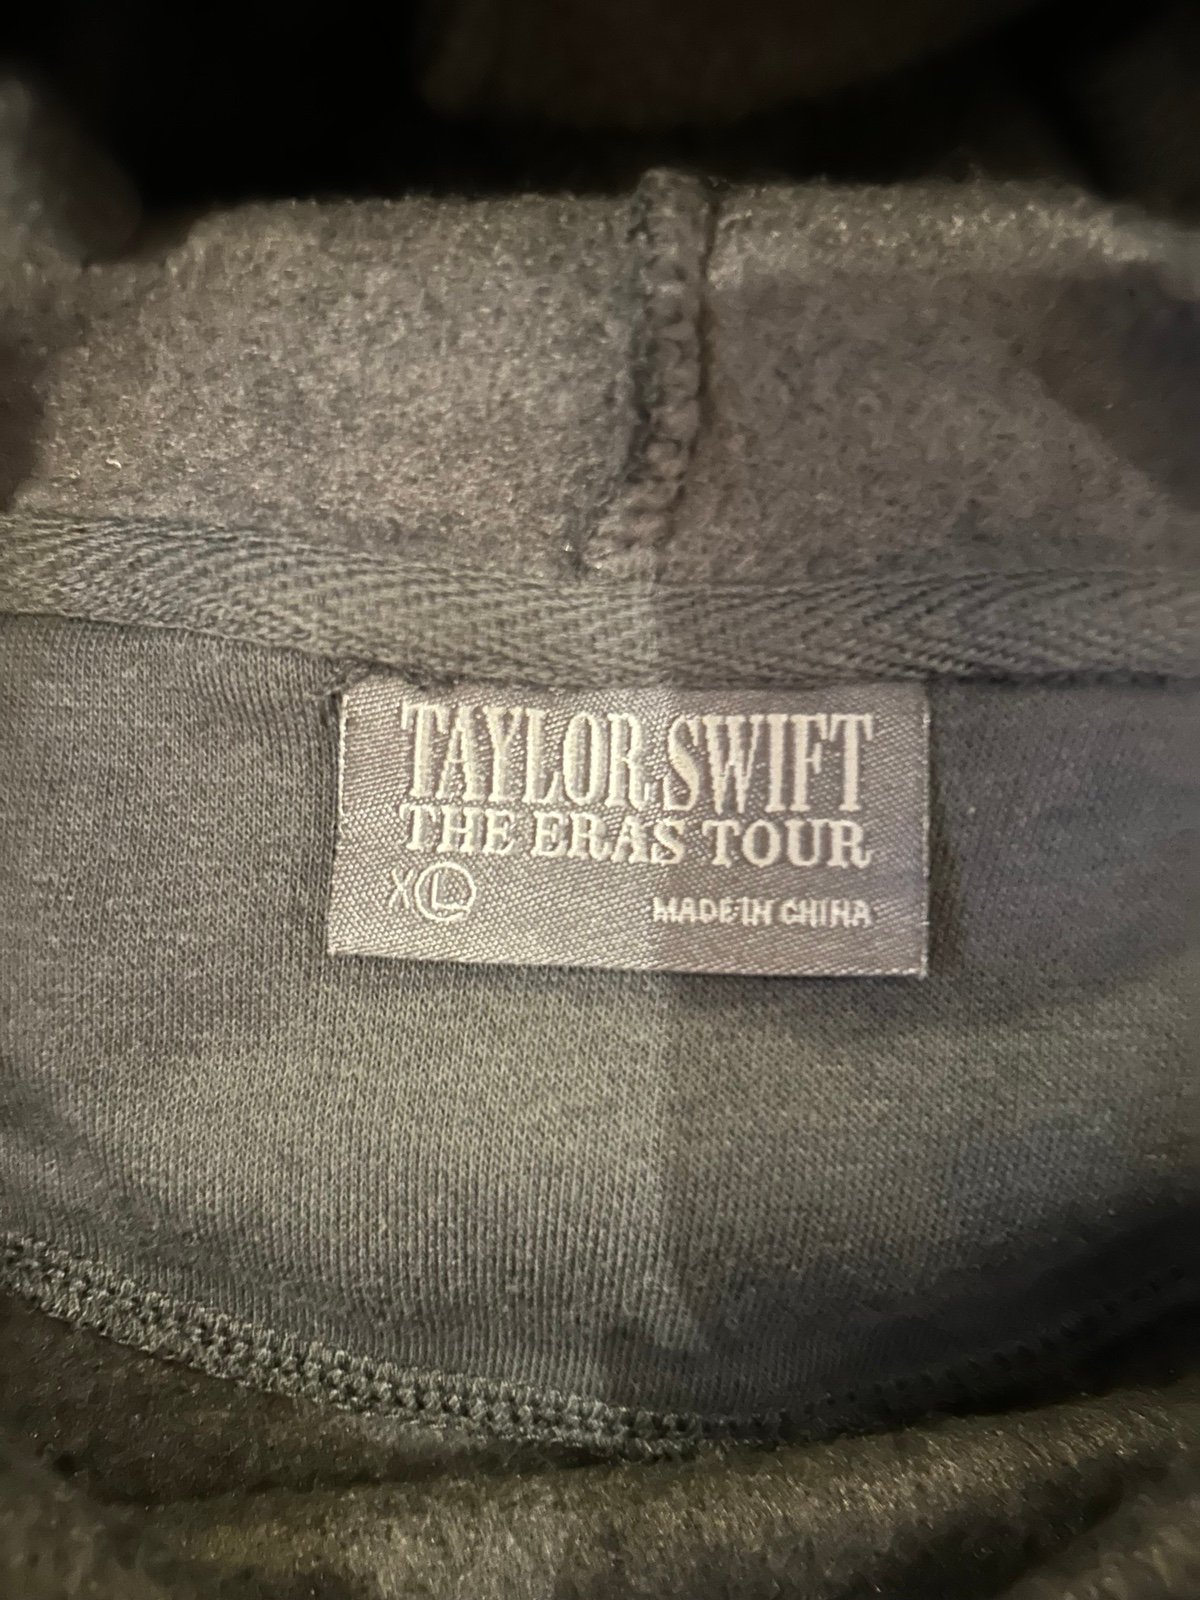 TAYLOR SWIFT
THE ERAS TOUR
XL MADE IN CHINA